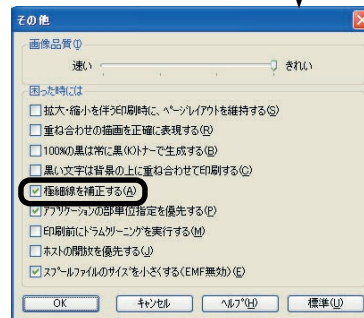 その他
画像品質(I)
速い きれい
困った時には
拡大・縮小を伴う印刷時に、ページレイアウトを維持する(S)
重ね合わせの描画を正確に表現する(R)
100%の黒は常に黒(K)トナーで生成する(B)
黒い文字は背景の上に重ね合わせて印刷する(C)
極細線を補正する(A)
アプリケーションの部単位指定を優先する(P)
印刷前にドラムクリーニングを実行する(M)
ホストの開放を優先する(J)
スプールファイルのサイズを小さくする(EMF無効)(E)
OK キャンセル ヘルプ(H) 標準(U)